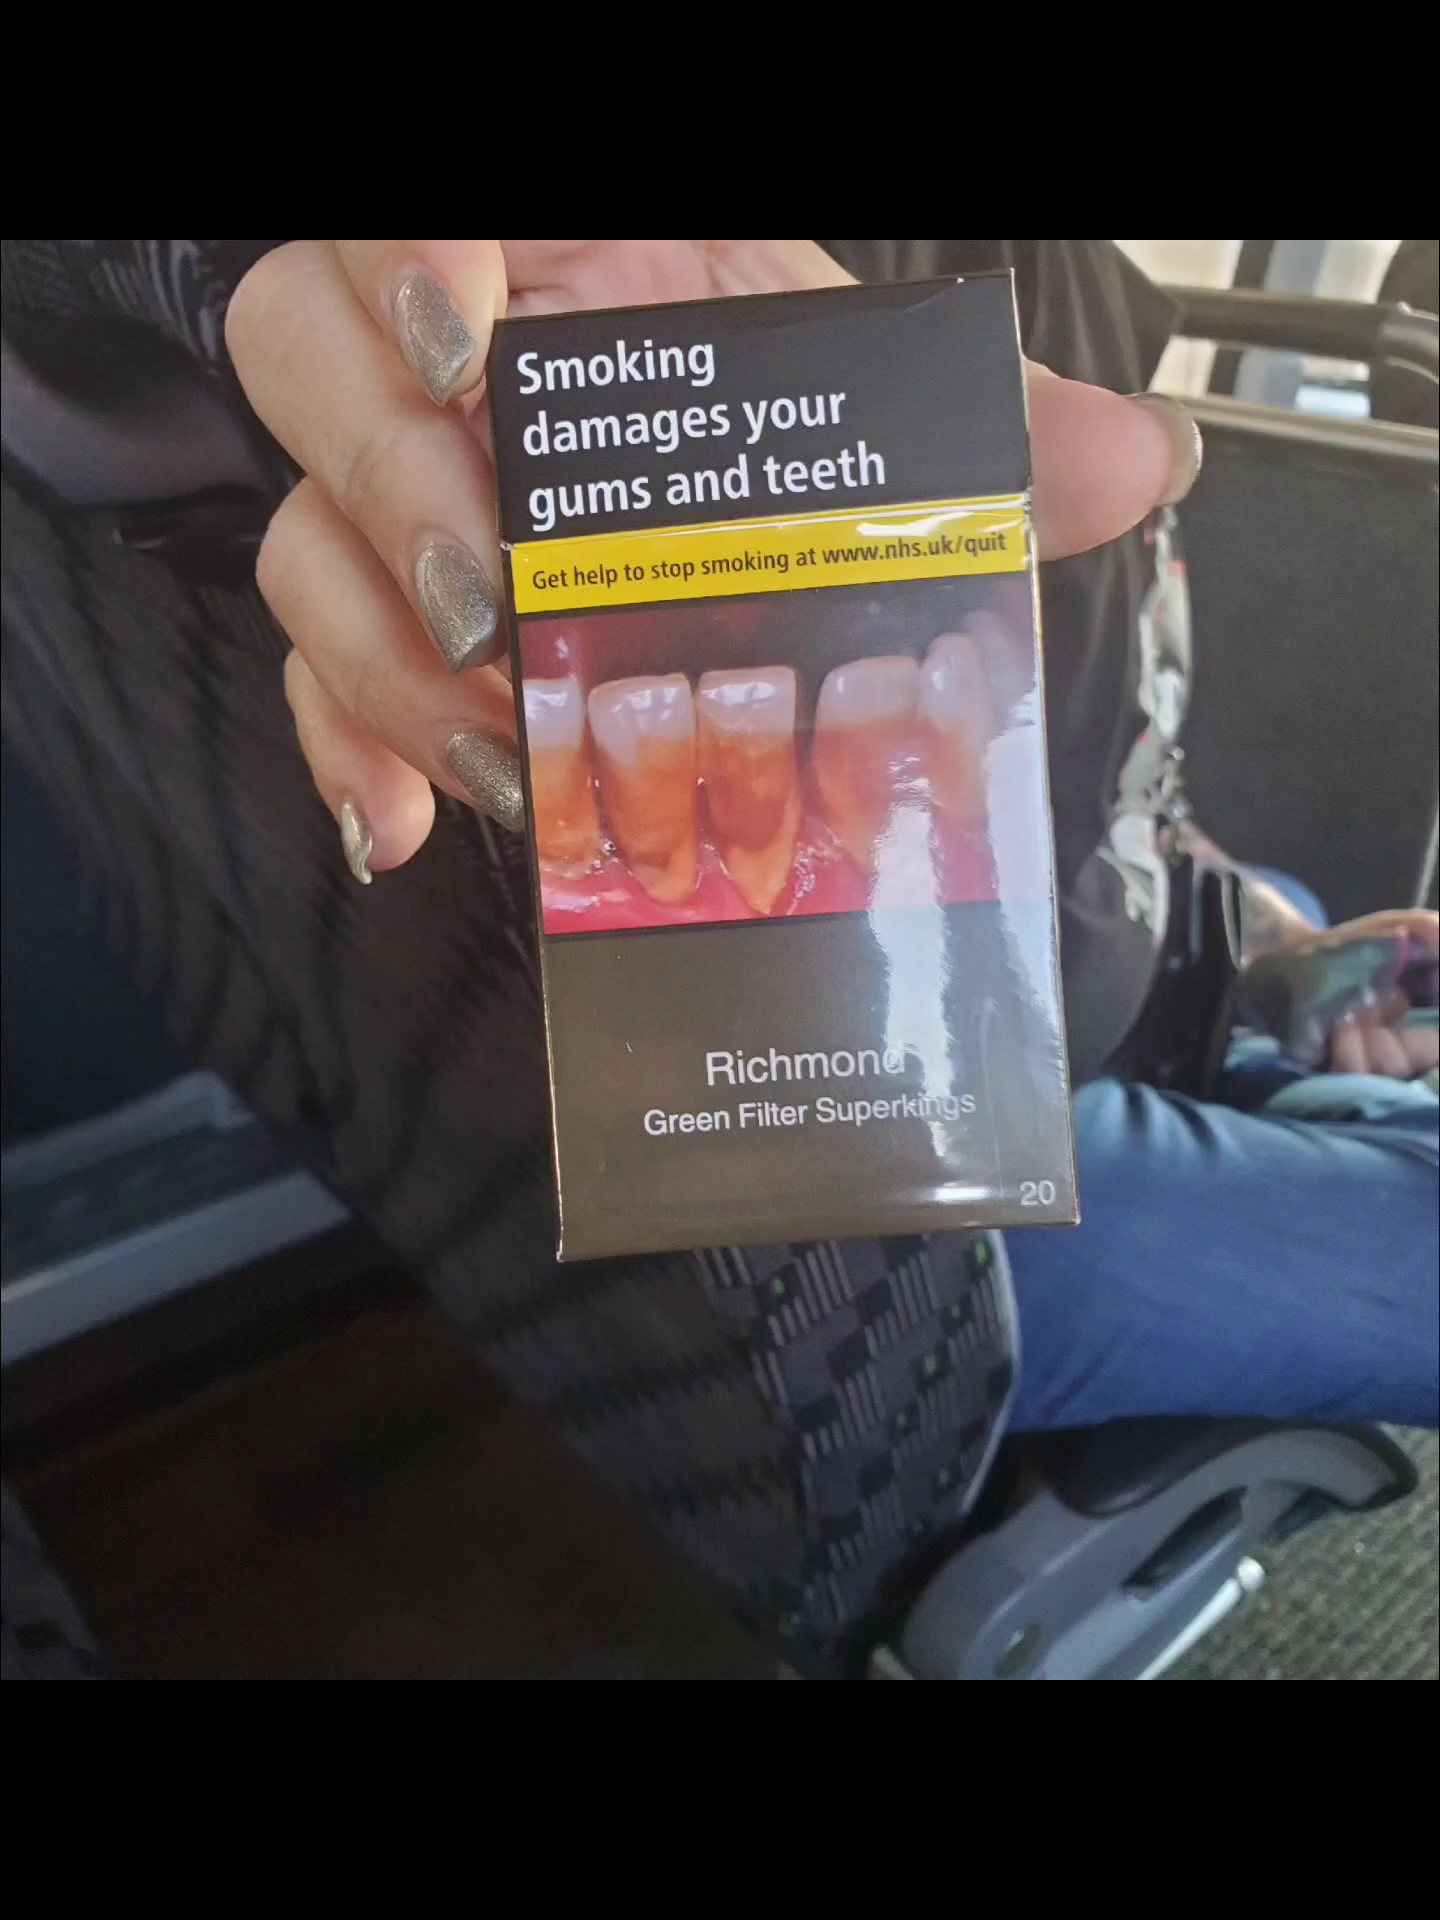 Smoking
damages your
gums and teeth
Get help to stop smoking at www.nhs.uk/quit
Richmond
Green Filter Superkings
20